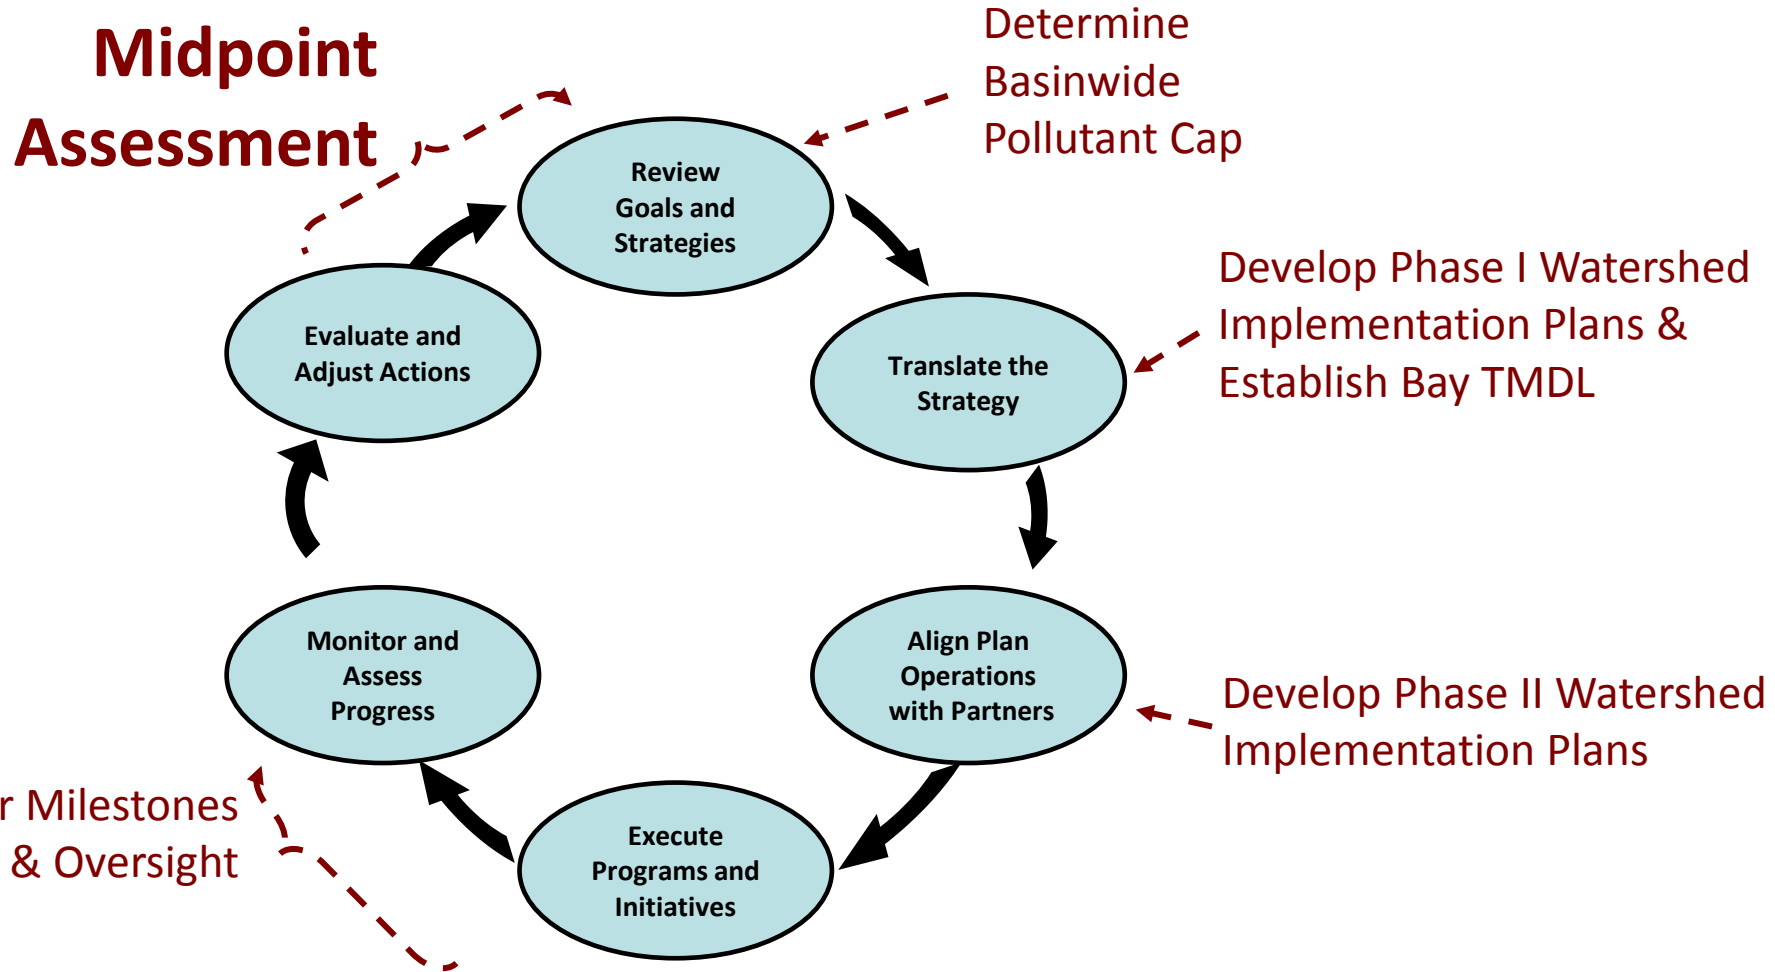 Midpoint
Assessment
Determine
Basinwide
Pollutant Cap
Review
Goals and
Strategies
Develop Phase I Watershed
Implementation Plans &
Establish Bay TMDL
Translate the
Strategy
Evaluate and
Adjust Actions
Align Plan
Operations
with Partners
Develop Phase II Watershed
Implementation Plans
Monitor and
Assess
Progress
r Milestones
& Oversight
Execute
Programs and
Initiatives